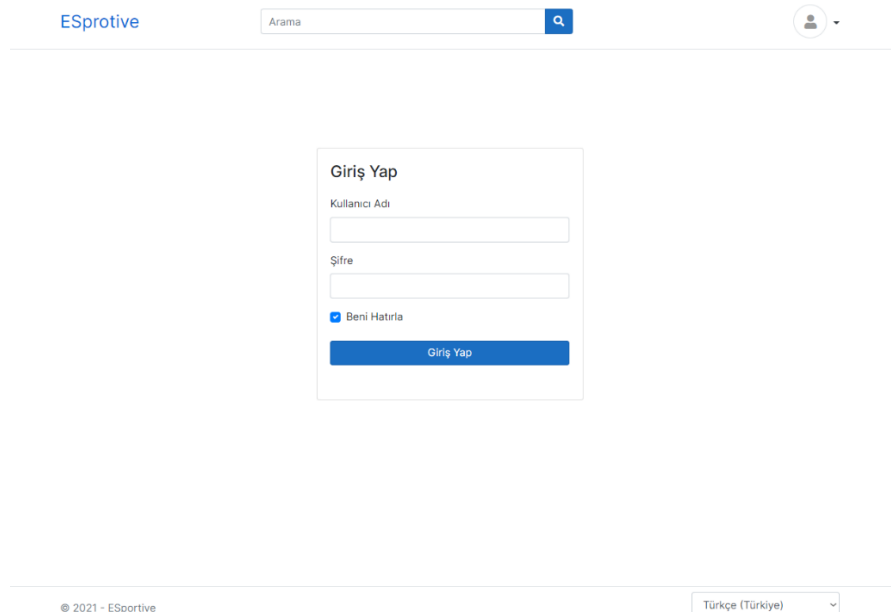 ESprotive
Arama
Giriş Yap
Kullanıcı Adı
Şifre
Beni Hatırla
Giriş Yap
© 2021 - ESportive
Türkçe (Türkiye)